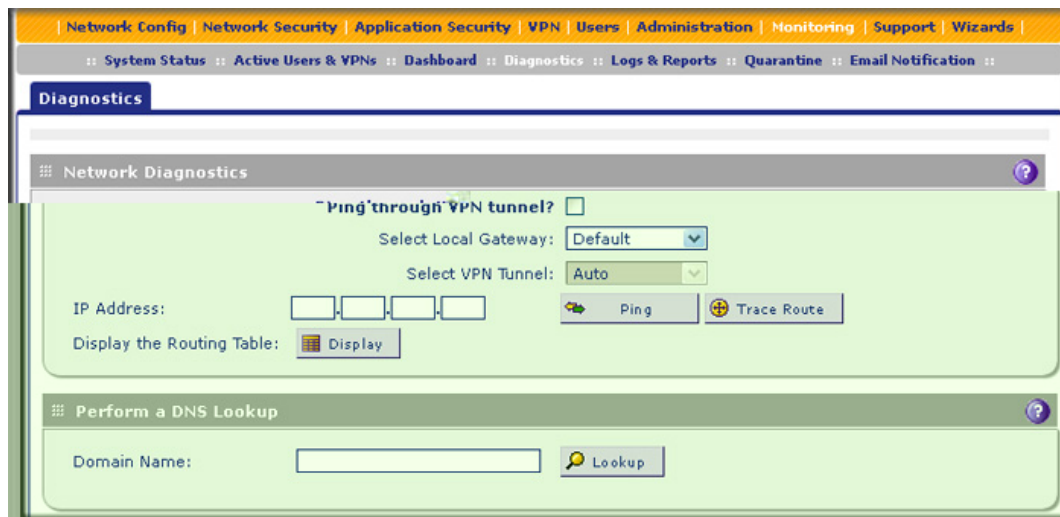 | Network Config | Network Security | Application Security | VPN | Users | Administration | Monitoring | Support | Wizards |
:: System Status :: Active Users & VPNs :: Dashboard :: Diagnostics :: Logs & Reports :: Quarantine :: Email Notification ::
Diagnostics
Network Diagnostics
Ping through VPN tunnel?
Select Local Gateway: Default
Select VPN Tunnel: Auto
IP Address: . . . Ping Trace Route
Display the Routing Table: Display
Perform a DNS Lookup
Domain Name: Lookup